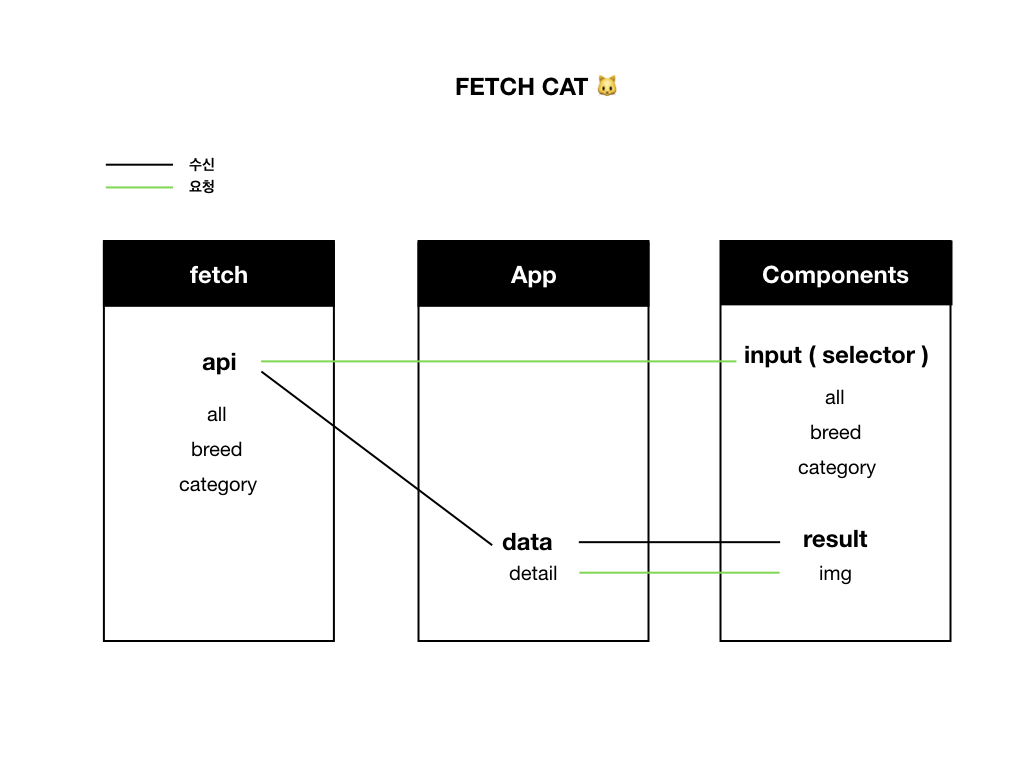 FETCH CAT 🐱
수신
요청
fetch
api
all
breed
category
App
data
detail
Components
input ( selector )
all
breed
category
result
img